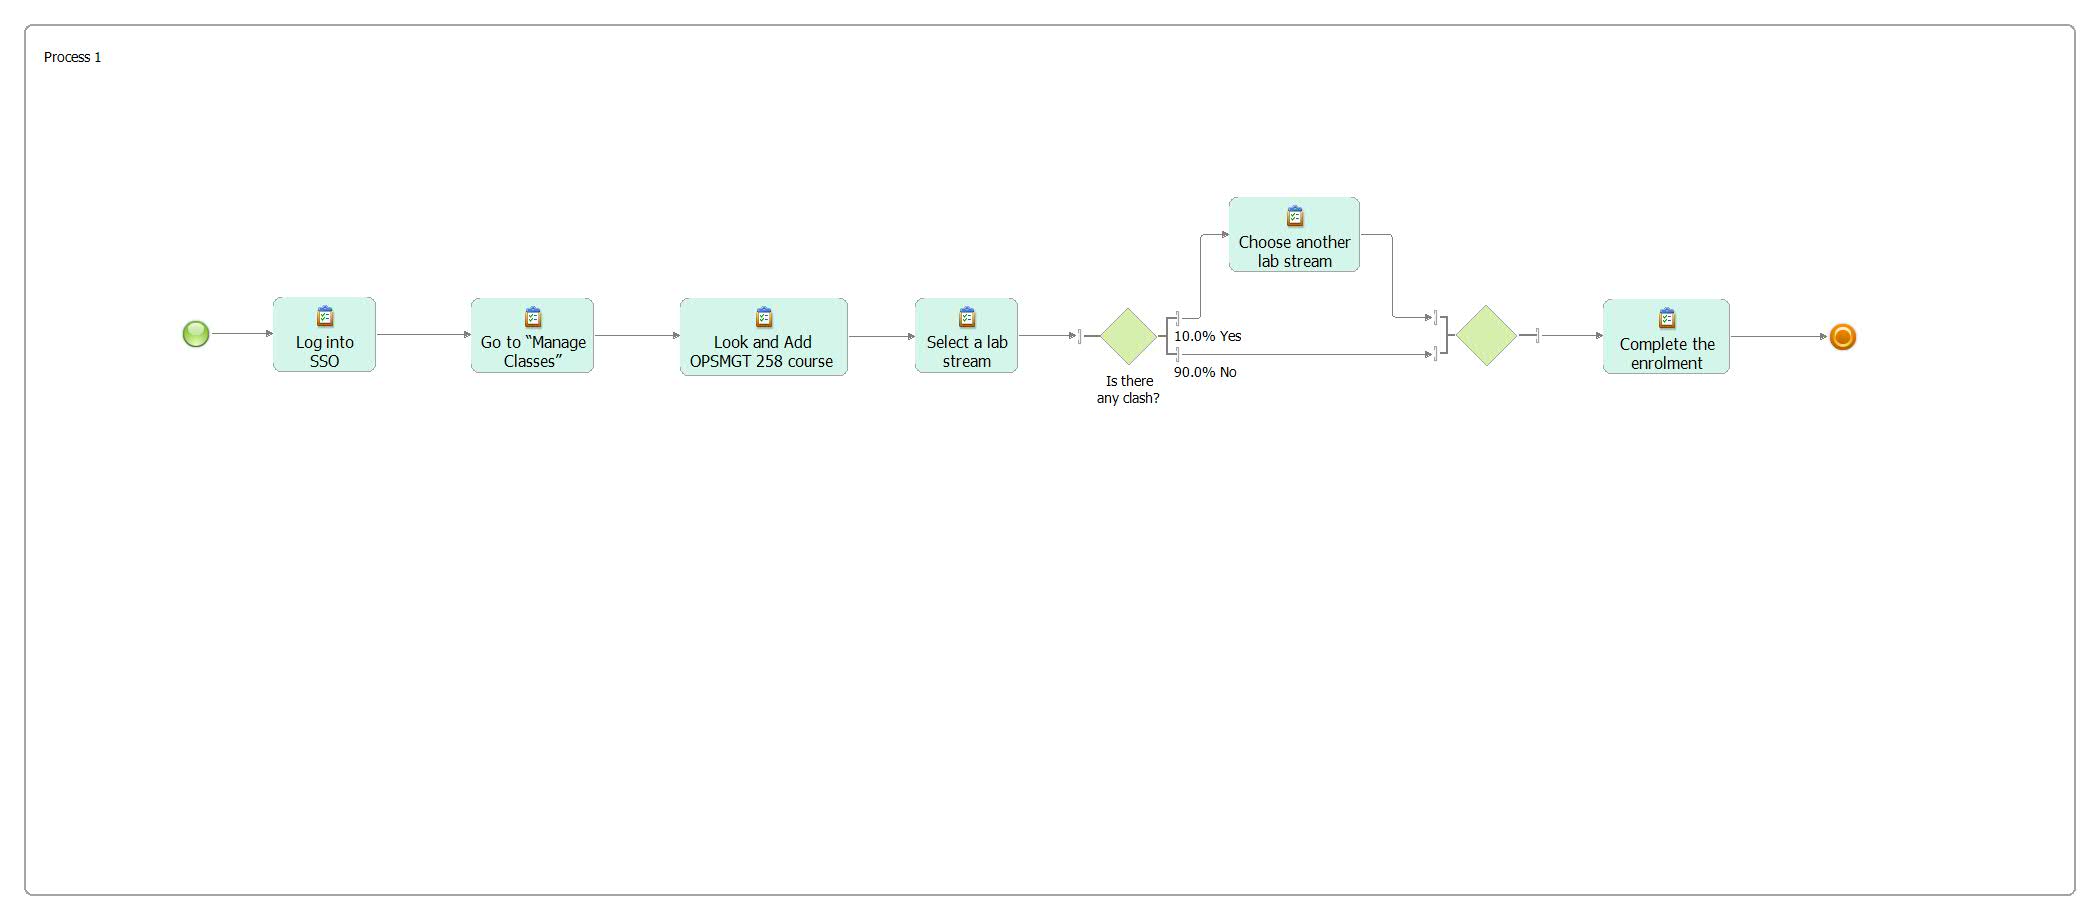 Process 1
Log into
SSO
Go to “Manage
Classes”
Look and Add
OPSMGT 258 course
Select a lab
stream
Is there
any clash?
10.0% Yes
90.0% No
Choose another
lab stream
Complete the
enrolment